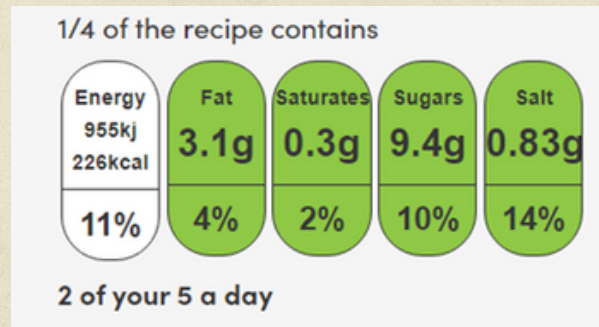 1/4 of the recipe contains
Energy Fat Saturates Sugars Salt
955kj
226kcal
3.1g 0.3g 9.4g 0.83g
11% 4% 2% 10% 14%
2 of your 5 a day